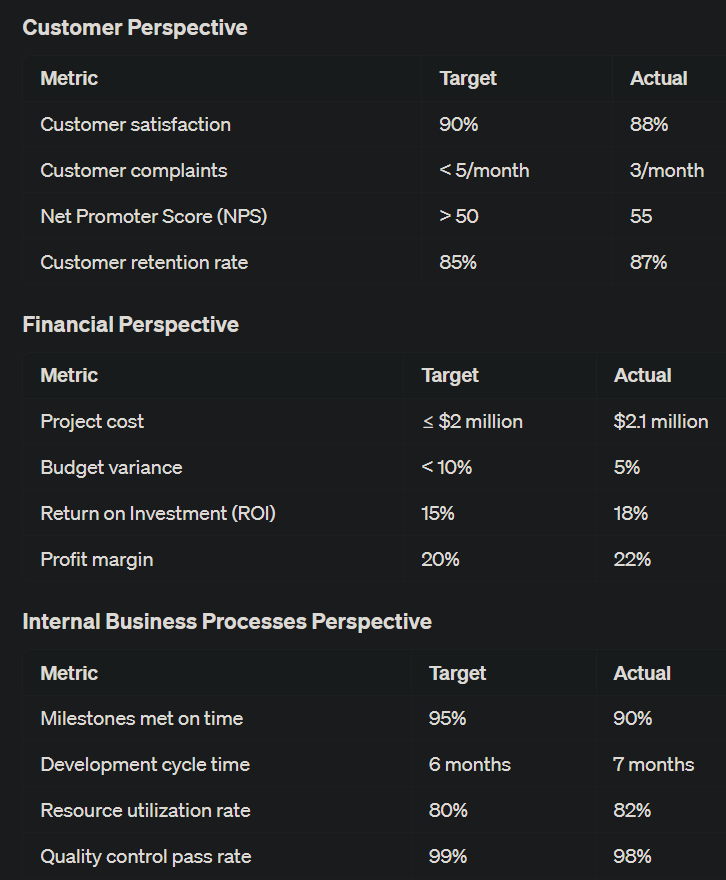 Customer Perspective
Metric Target Actual
Customer satisfaction 90% 88%
Customer complaints < 5/month 3/month
Net Promoter Score (NPS) > 50 55
Customer retention rate 85% 87%
Financial Perspective
Metric Target Actual
Project cost ≤ $2 million $2.1 million
Budget variance < 10% 5%
Return on Investment (ROI) 15% 18%
Profit margin 20% 22%
Internal Business Processes Perspective
Metric Target Actual
Milestones met on time 95% 90%
Development cycle time 6 months 7 months
Resource utilization rate 80% 82%
Quality control pass rate 99% 98%